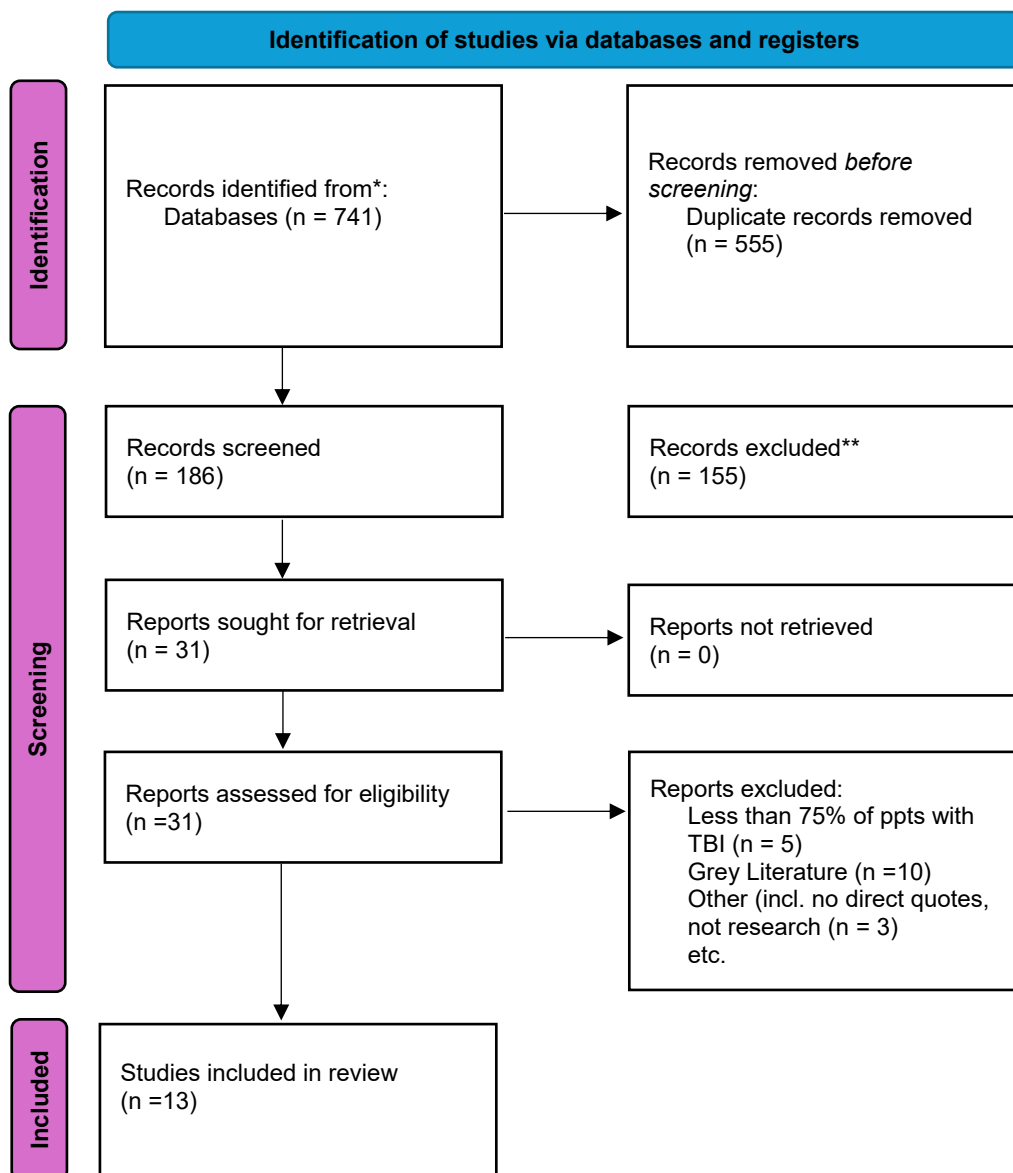 Identification of studies via databases and registers
Identification
Records identified from*:
Databases (n = 741)
Records removed before
screening:
Duplicate records removed
(n = 555)
Screening
Records screened
(n = 186)
Records excluded**
(n = 155)
Reports sought for retrieval
(n = 31)
Reports not retrieved
(n = 0)
Reports assessed for eligibility
(n =31)
Reports excluded:
Less than 75% of ppts with
TBI (n = 5)
Grey Literature (n =10)
Other (incl. no direct quotes,
not research (n = 3)
etc.
Included
Studies included in review
(n =13)